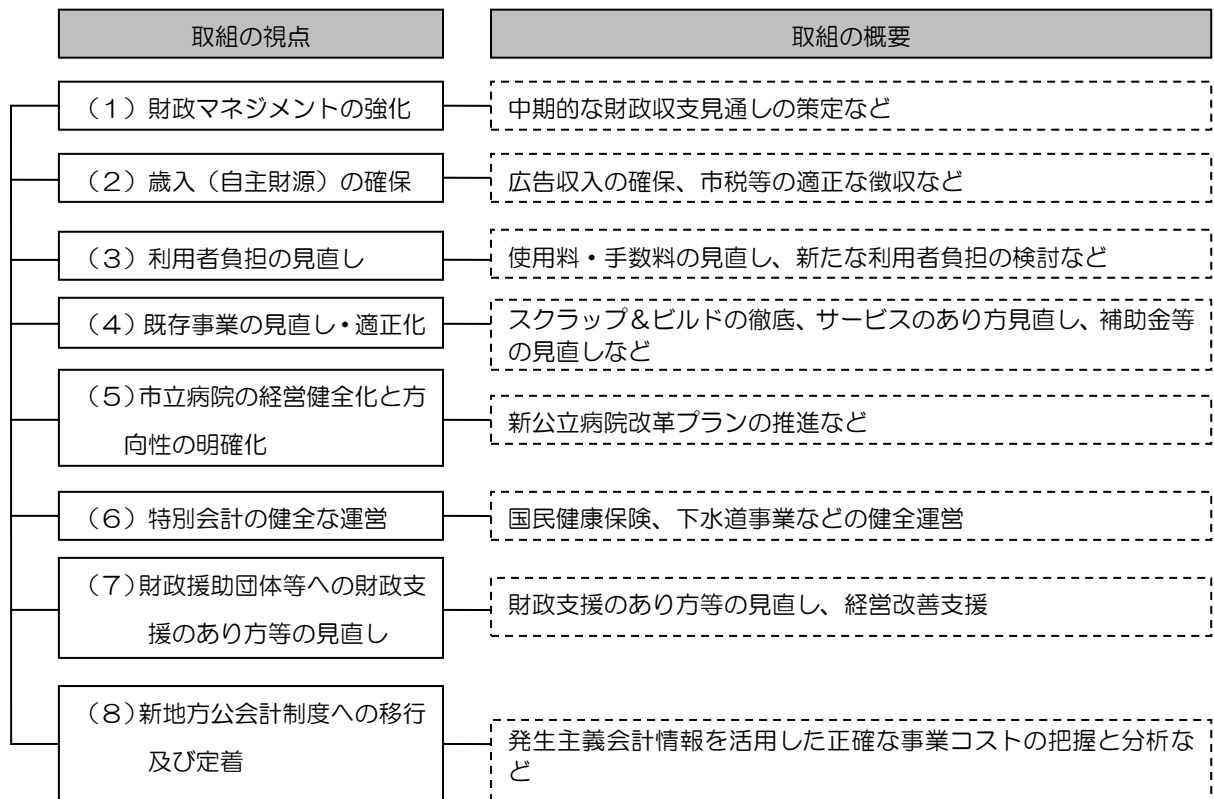 取組の視点
取組の概要
(1)財政マネジメントの強化
中期的な財政収支見通しの策定など
(2)歳入(自主財源)の確保
広告収入の確保、市税等の適正な徴収など
(3)利用者負担の見直し
使用料・手数料の見直し、新たな利用者負担の検討など
(4)既存事業の見直し・適正化
スクラップ&ビルドの徹底、サービスのあり方見直し、補助金等
の見直しなど
(5)市立病院の経営健全化と方
向性の明確化
新公立病院改革プランの推進など
(6)特別会計の健全な運営
国民健康保険、下水道事業などの健全運営
(7)財政援助団体等への財政支
援のあり方等の見直し
財政支援のあり方等の見直し、経営改善支援
(8)新地方公会計制度への移行
及び定着
発生主義会計情報を活用した正確な事業コストの把握と分析な
ど